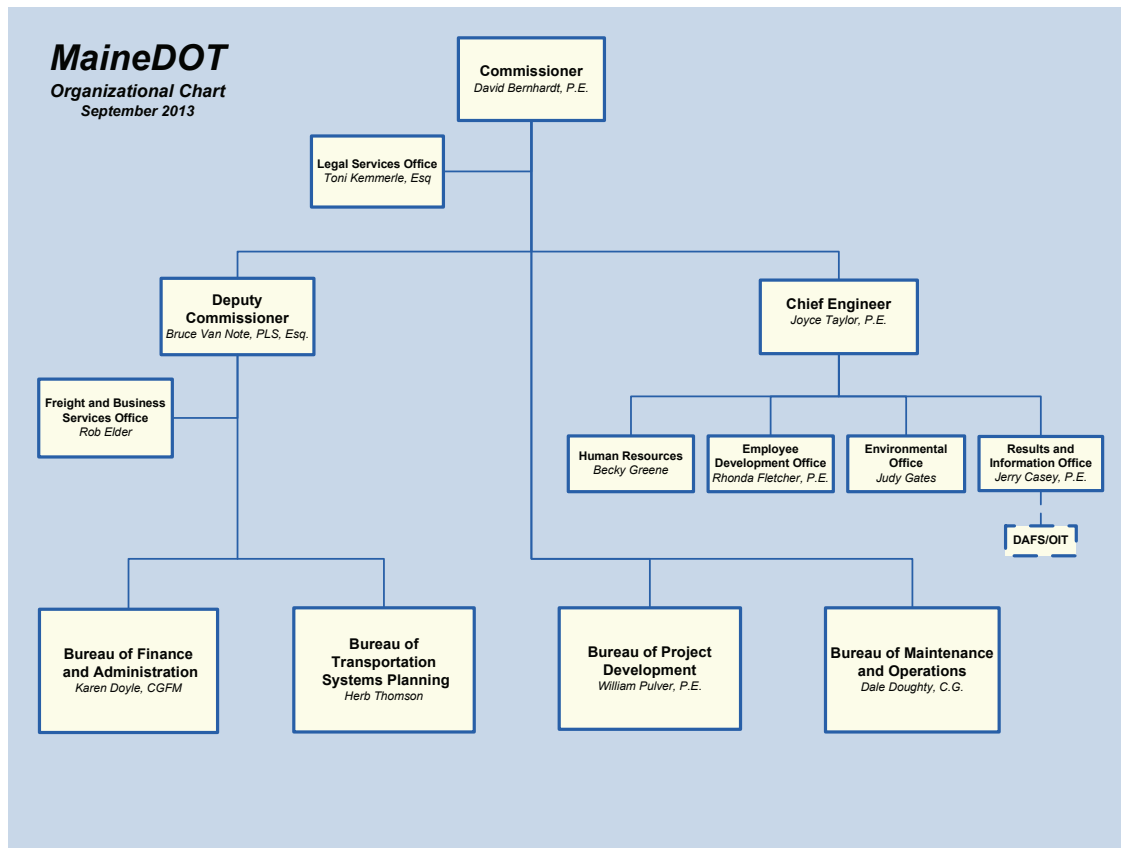 MaineDOT
Organizational Chart
September 2013
Commissioner
David Bernhardt, P.E.
Legal Services Office
Toni Kemmerle, Esq
Deputy
Commissioner
Bruce Van Note, PLS, Esq.
Chief Engineer
Joyce Taylor, P.E.
Freight and Business
Services Office
Rob Elder
Human Resources
Becky Greene
Employee
Development Office
Rhonda Fletcher, P.E.
Environmental
Office
Judy Gates
Results and
Information Office
Jerry Casey, P.E.
DAFS/OIT
Bureau of Finance
and Administration
Karen Doyle, CGFM
Bureau of
Transportation
Systems Planning
Herb Thomson
Bureau of Project
Development
William Pulver, P.E.
Bureau of Maintenance
and Operations
Dale Doughty, C.G.